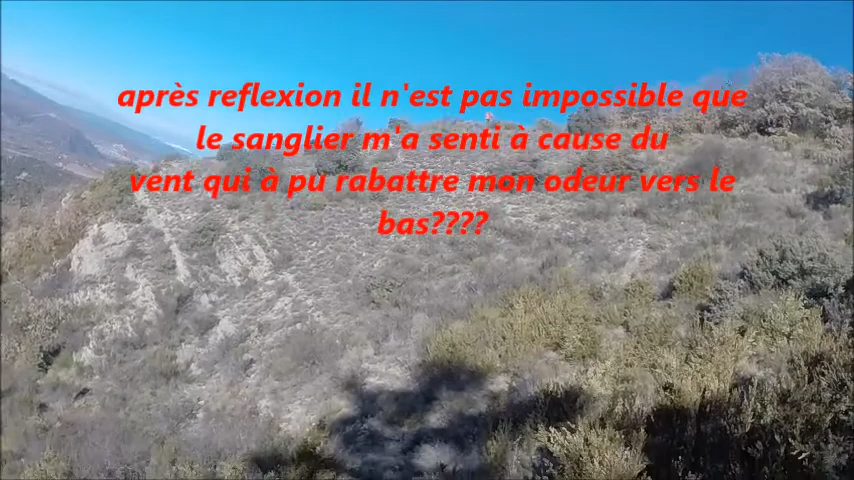 après reflexion il n'est pas impossible que
le sanglier m'a senti à cause du
vent qui à pu rabattre mon odeur vers le
bas????